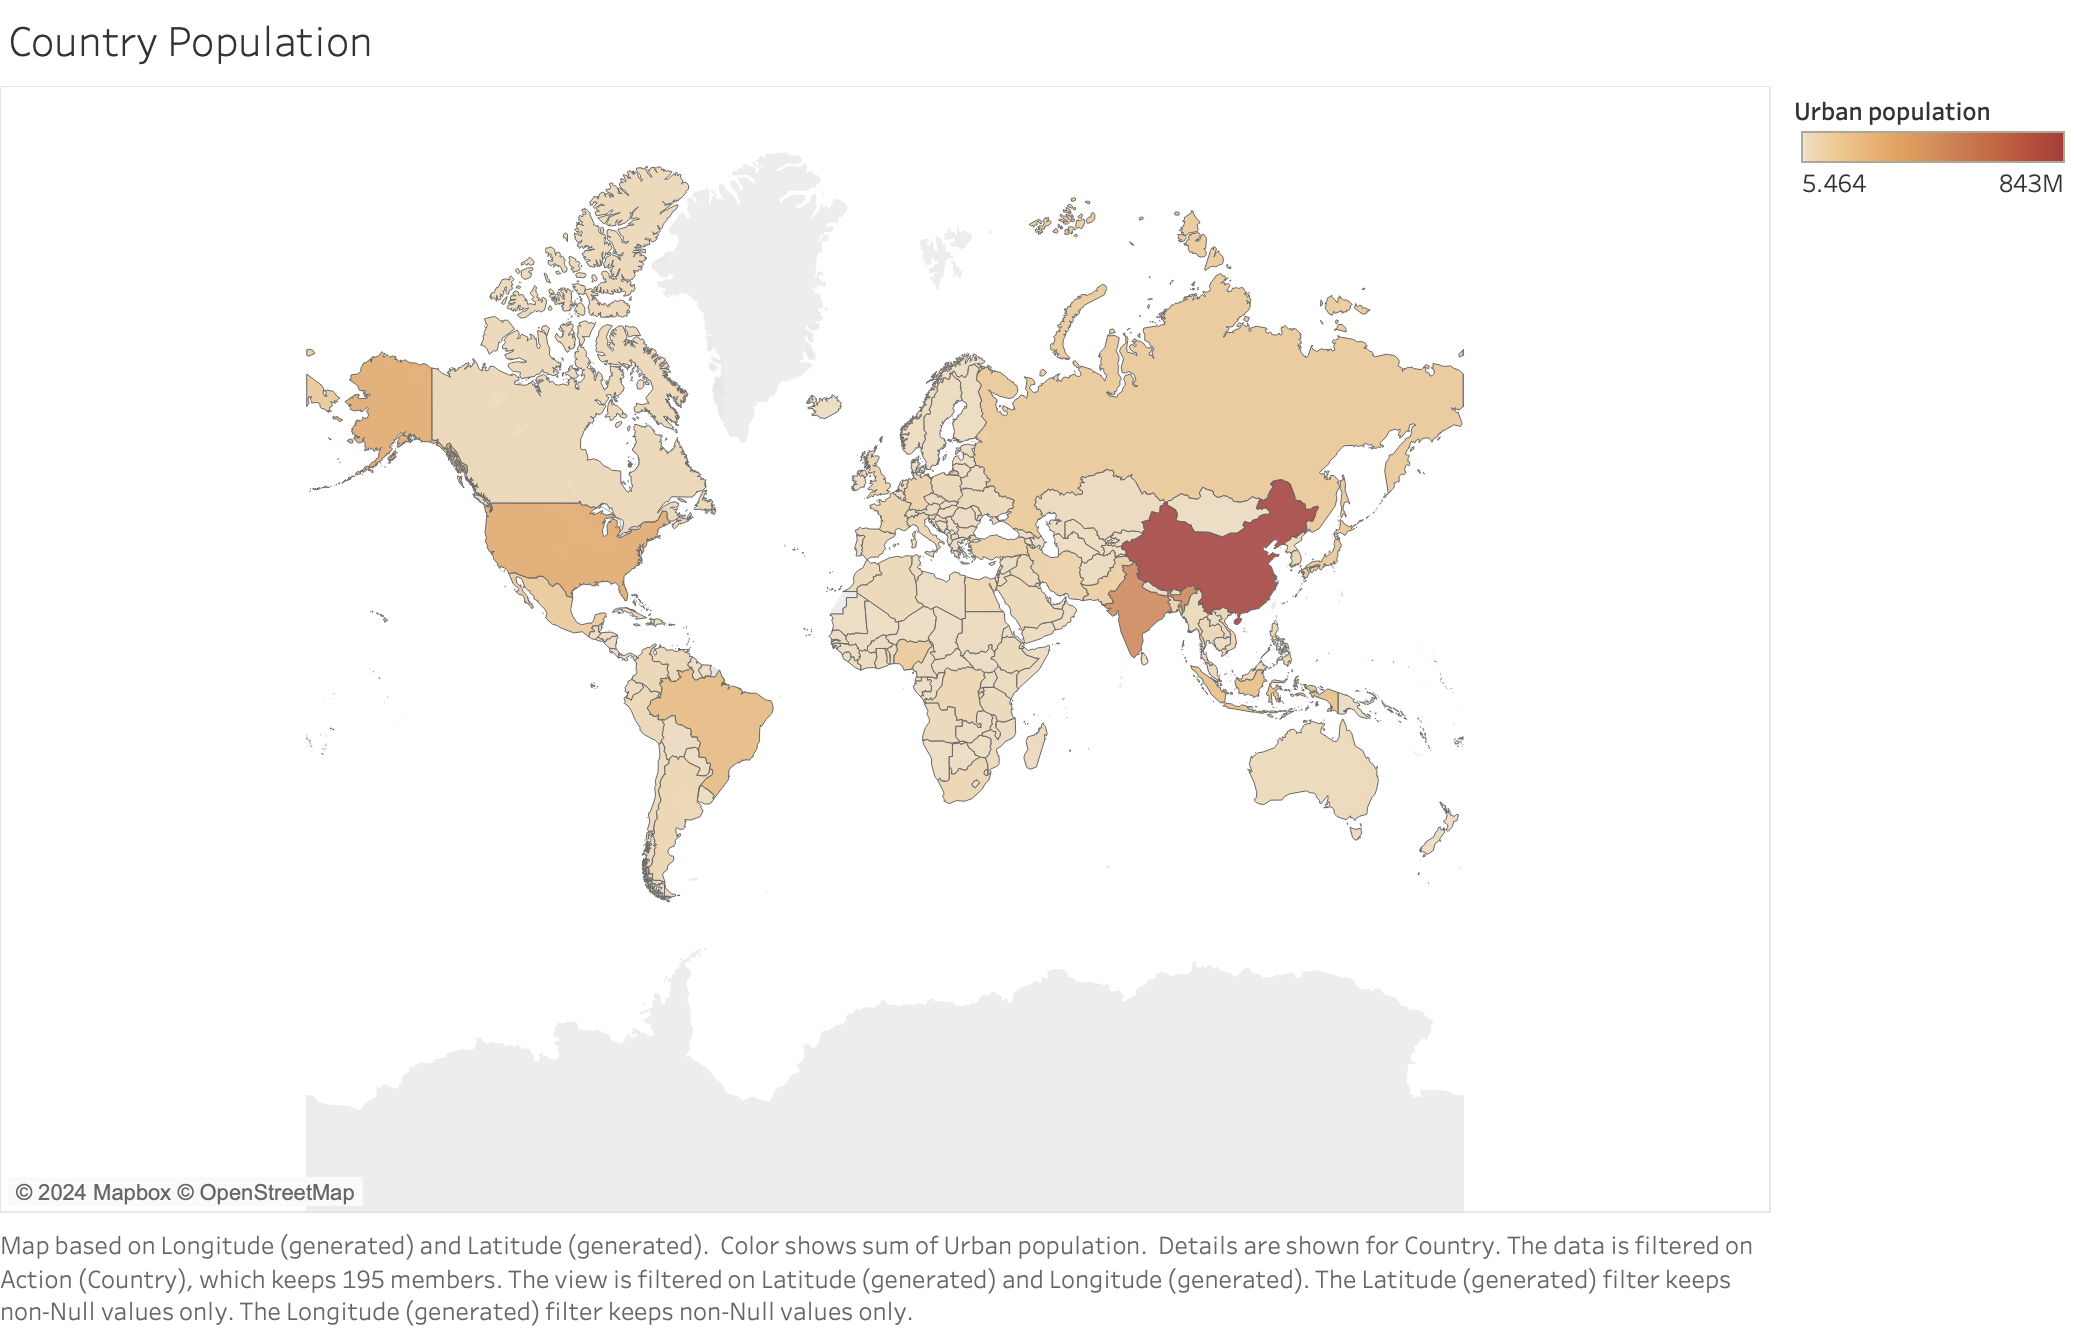 Country Population
Urban population
5.464
843M
© 2024 Mapbox © OpenStreetMap
Map based on Longitude (generated) and Latitude (generated).  Color shows sum of Urban population.  Details are shown for Country. The data is filtered on
Action (Country), which keeps 195 members. The view is filtered on Latitude (generated) and Longitude (generated). The Latitude (generated) filter keeps
non-Null values only. The Longitude (generated) filter keeps non-Null values only.